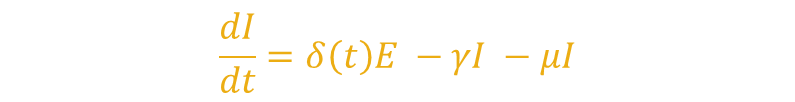 dI/dt = δ(t)E − γI − μI